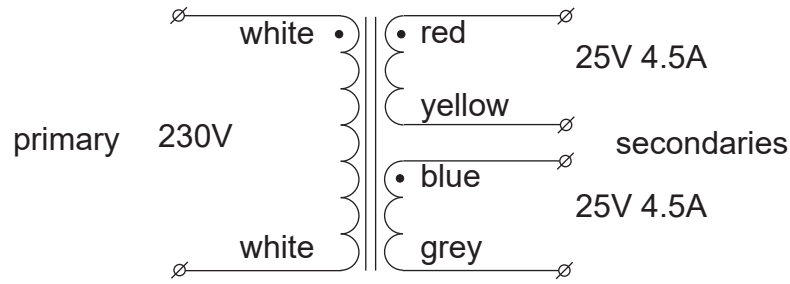 white
red
25V 4.5A
yellow
primary
230V
secondaries
blue
25V 4.5A
white
grey